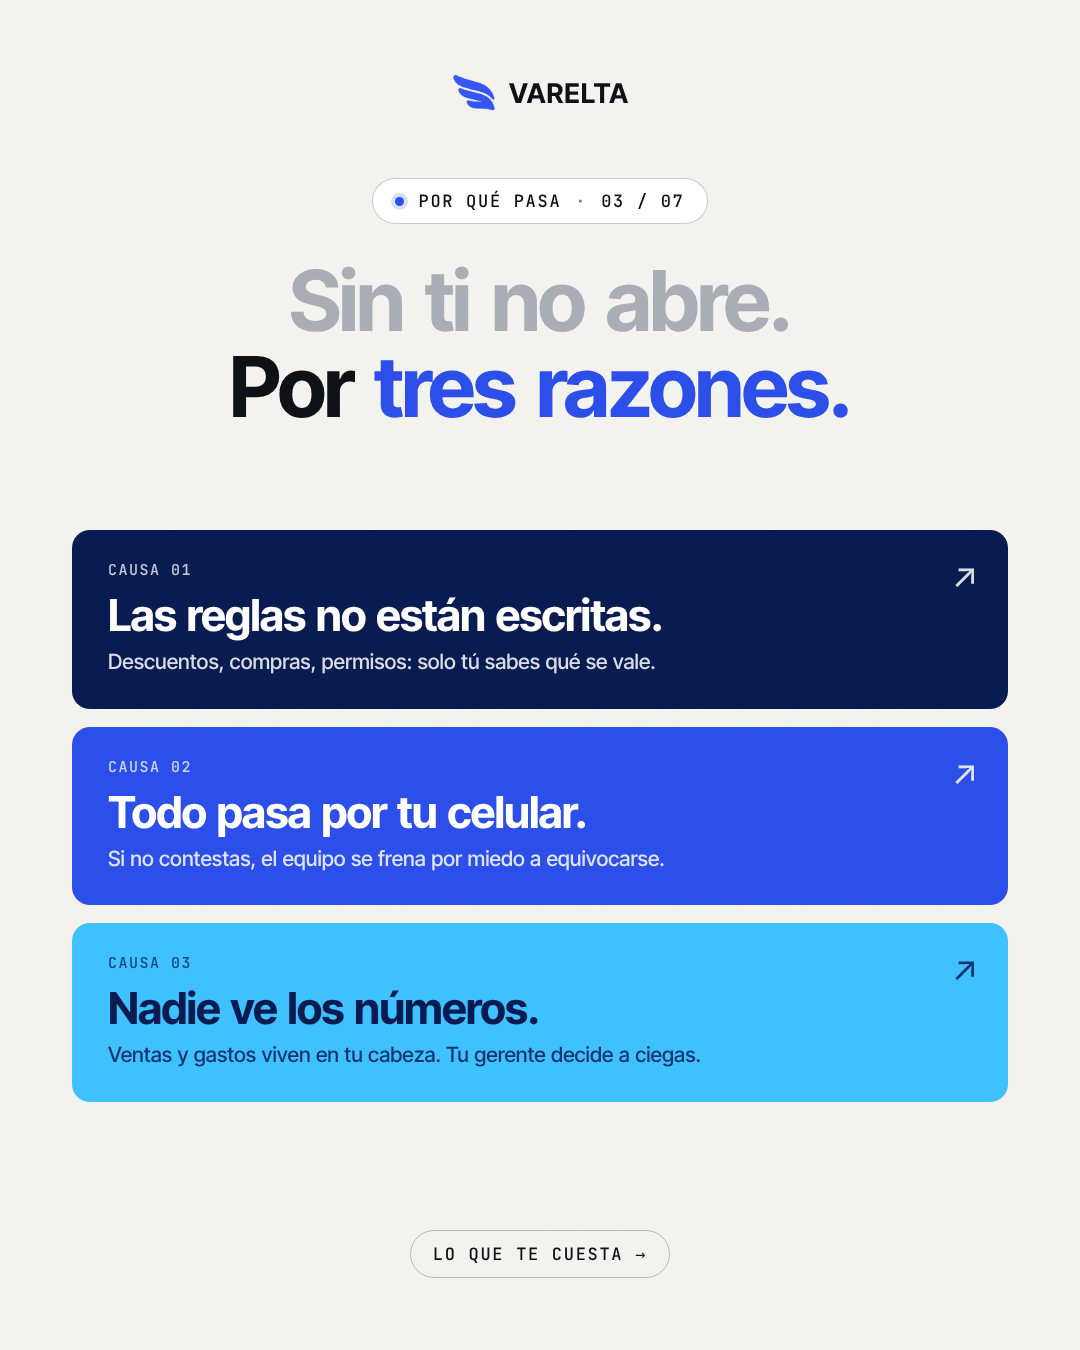 VARELTA
POR QUÉ PASA · 03 / 07
Sin ti no abre.
Por tres razones.
CAUSA 01
Las reglas no están escritas.
Descuentos, compras, permisos: solo tú sabes qué se vale.
CAUSA 02
Todo pasa por tu celular.
Si no contestas, el equipo se frena por miedo a equivocarse.
CAUSA 03
Nadie ve los números.
Ventas y gastos viven en tu cabeza. Tu gerente decide a ciegas.
LO QUE TE CUESTA →